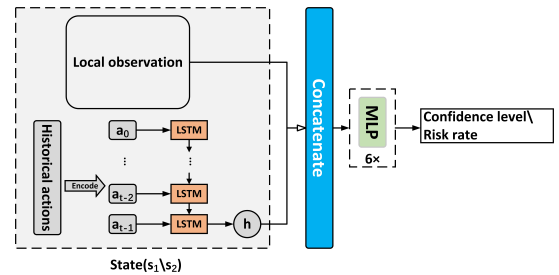 Local observation
Historical actions
Encode
a0
LSTM
...
...
at-2
LSTM
at-1
LSTM
h
State(s1\s2)
Concatenate
MLP
6×
Confidence level\
Risk rate